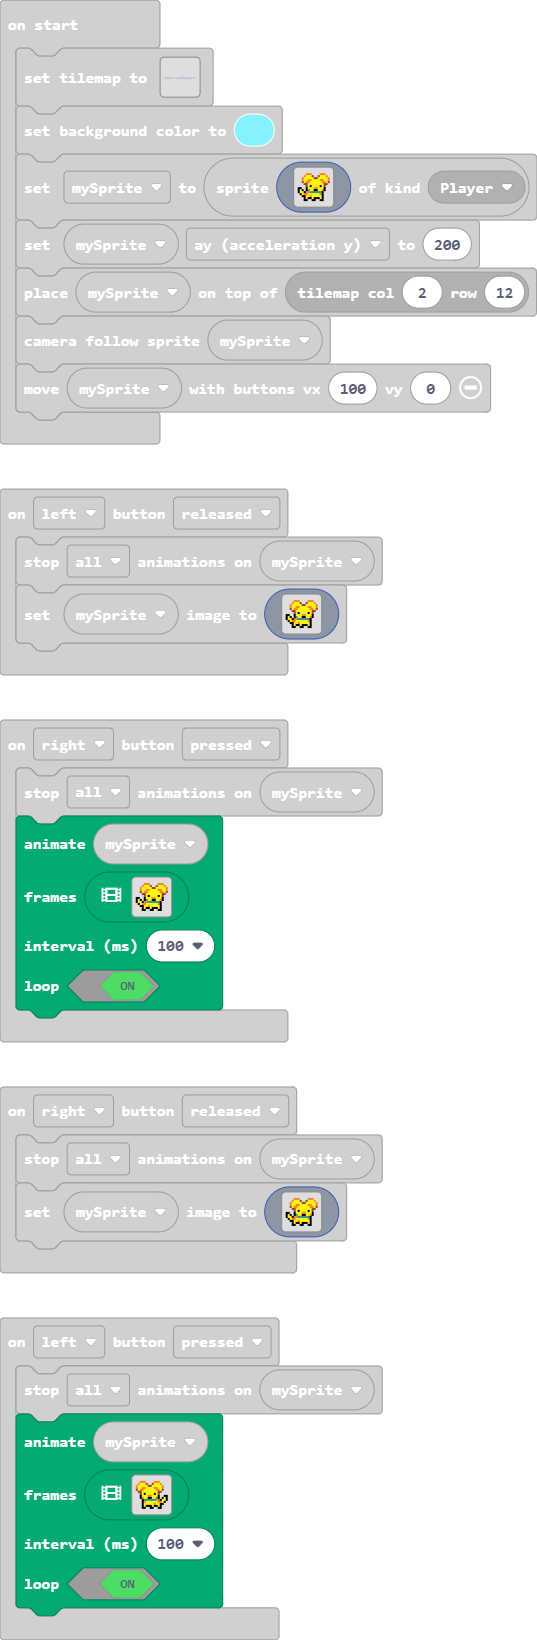 on start
set tilemap to
set background color to
set mySprite to sprite of kind Player
set mySprite ay (acceleration y) to 200
place mySprite on top of tilemap col 2 row 12
camera follow sprite mySprite
move mySprite with buttons vx 100 vy 0
on left button released
stop all animations on mySprite
set mySprite image to
on right button pressed
stop all animations on mySprite
animate mySprite
frames
interval (ms) 100
loop ON
on right button released
stop all animations on mySprite
set mySprite image to
on left button pressed
stop all animations on mySprite
animate mySprite
frames
interval (ms) 100
loop ON